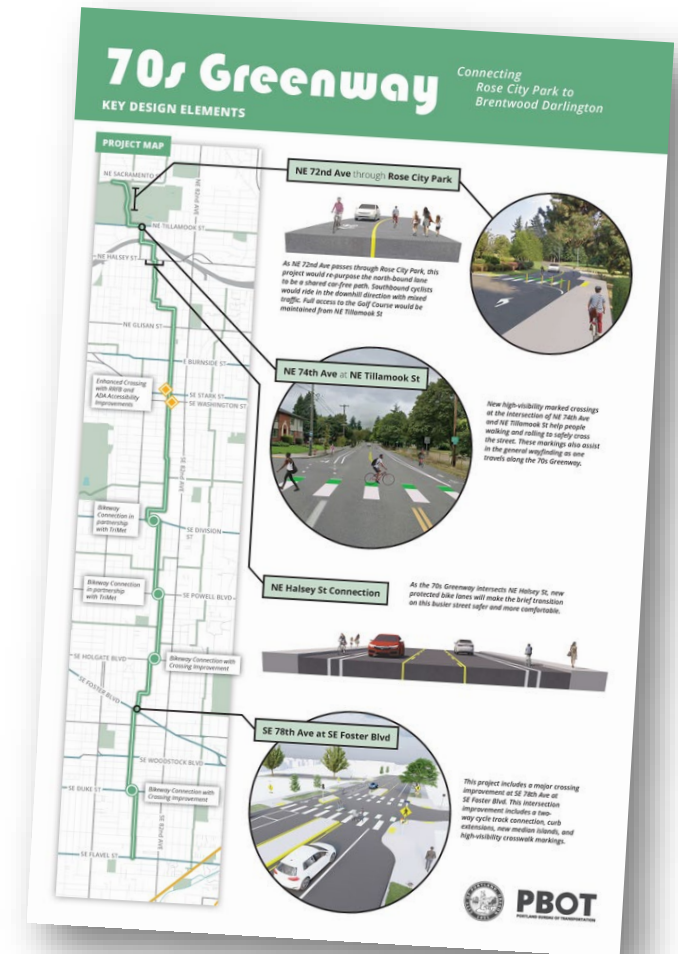 70s Greenway
KEY DESIGN ELEMENTS
Connecting
Rose City Park to
Brentwood Darlington
PROJECT MAP
NE SACRAMENTO
NE 82ND AVE
NE TILLAMOOK ST
NE HALSEY ST
NE GLISAN ST
E BURNSIDE ST
Enhanced Crossing
with RRFB and
ADA Accessibility
Improvements
SE STARK ST
SE WASHINGTON ST
SE 82ND AVE
Bikeway
Connection in
partnership
with TriMet
SE DIVISION
ST
Bikeway Connection
in partnership
with TriMet
SE POWELL BLVD
SE HOLGATE BLVD
Bikeway Connection with
Crossing Improvement
SE FOSTER BLVD
SE WOODSTOCK BLVD
SE DUKE ST
Bikeway Connection with
Crossing Improvement
SE 82ND AVE
SE FLAVEL ST
NE 72nd Ave through Rose City Park
As NE 72nd Ave passes through Rose City Park, this
project would re-purpose the north-bound lane
to be a shared car-free path. Southbound cyclists
would ride in the downhill direction with mixed
traffic. Full access to the Golf Course would be
maintained from NE Tillamook St
NE 74th Ave at NE Tillamook St
New high-visibility marked crossings
at the intersection of NE 74th Ave
and NE Tillamook St help people
walking and rolling to safely cross
the street. These markings also assist
in the general wayfinding as one
travels along the 70s Greenway.
NE Halsey St Connection
As the 70s Greenway intersects NE Halsey St, new
protected bike lanes will make the brief transition
on this busier street safer and more comfortable.
SE 78th Ave at SE Foster Blvd
This project includes a major crossing
improvement at SE 78th Ave at
SE Foster Blvd. This intersection
improvement includes a two-
way cycle track connection, curb
extensions, new median islands, and
high-visibility crosswalk markings.
PBOT
PORTLAND BUREAU OF TRANSPORTATION